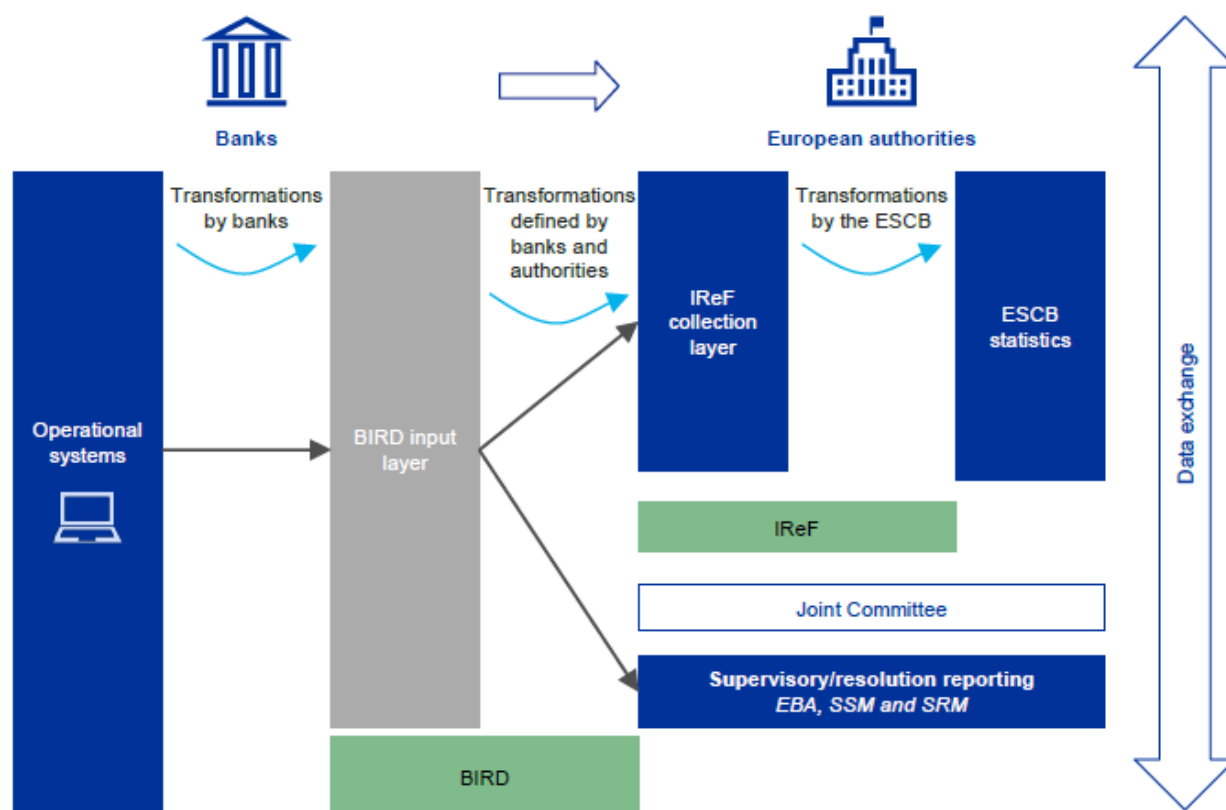 Banks
European authorities
Transformations
by banks
Transformations
defined by
banks and
authorities
Transformations
by the ESCB
IReF
collection
layer
ESCB
statistics
Operational
systems
BIRD input
layer
Data exchange
IReF
Joint Committee
Supervisory/resolution reporting
EBA, SSM and SRM
BIRD